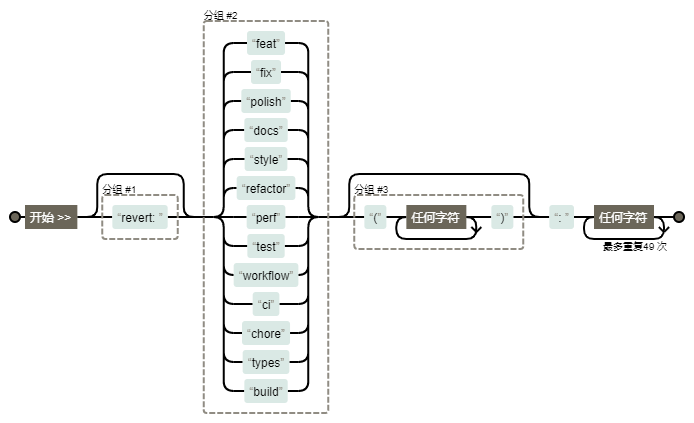 分组 #2
“feat”
“fix”
“polish”
“docs”
“style”
“refactor”
“perf”
“test”
“workflow”
“ci”
“chore”
“types”
“build”
开始 >>
分组 #1
“revert: ”
分组 #3
“(”
任何字符
“)”
“: ”
任何字符
最多重复49 次